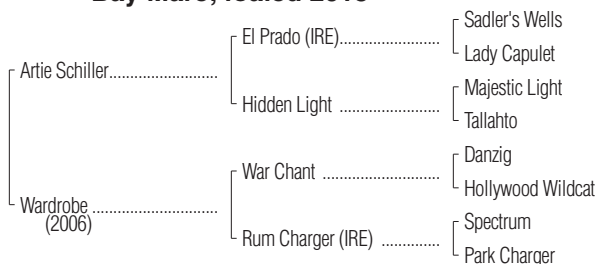 Bay Mare, foaled
Sadler's Wells
El Prado (IRE)........................
Lady Capulet
Artie Schiller..........................
Majestic Light
Hidden Light ........................
Tallahto
Danzig
War Chant ............................
Hollywood Wildcat
Wardrobe ..............................
(2006)
Spectrum
Rum Charger (IRE) ..............
Park Charger